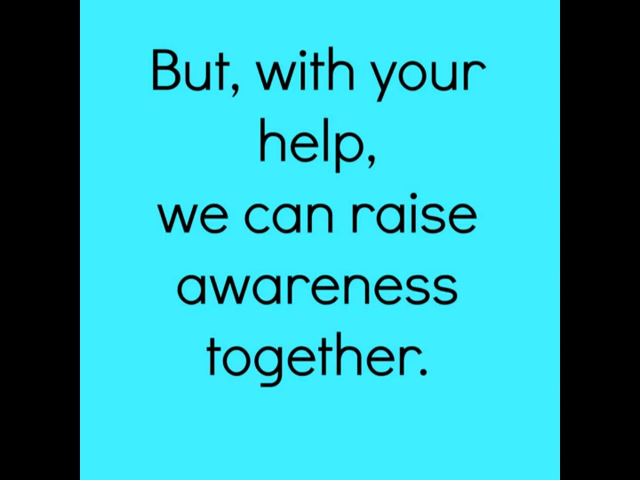 But, with your
help,
we can raise
awareness
together.